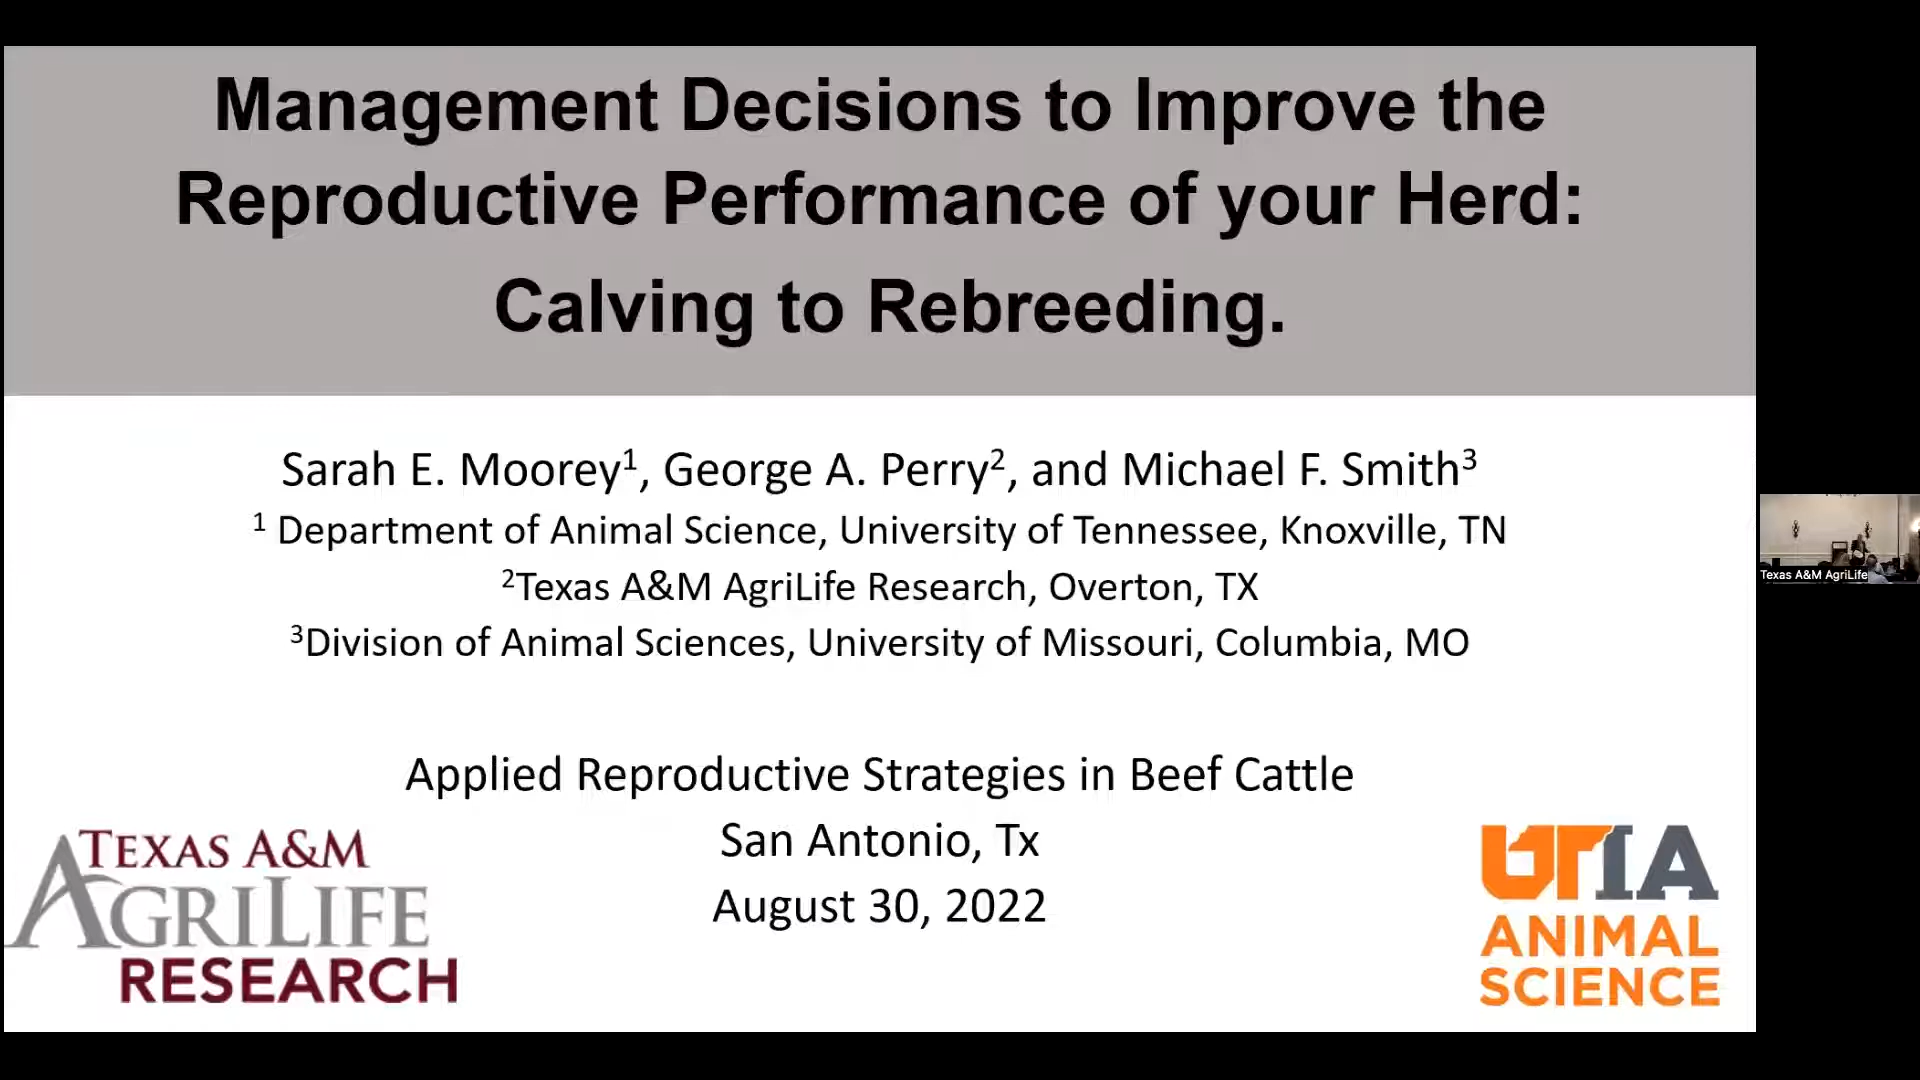 Management Decisions to Improve the
Reproductive Performance of your Herd:
Calving to Rebreeding.
Sarah E. Moorey¹, George A. Perry², and Michael F. Smith³
¹ Department of Animal Science, University of Tennessee, Knoxville, TN
²Texas A&M AgriLife Research, Overton, TX
³Division of Animal Sciences, University of Missouri, Columbia, MO
Applied Reproductive Strategies in Beef Cattle
San Antonio, Tx
August 30, 2022
TEXAS A&M
AGRILIFE
RESEARCH
UTIA
ANIMAL
SCIENCE
Texas A&M AgriLife